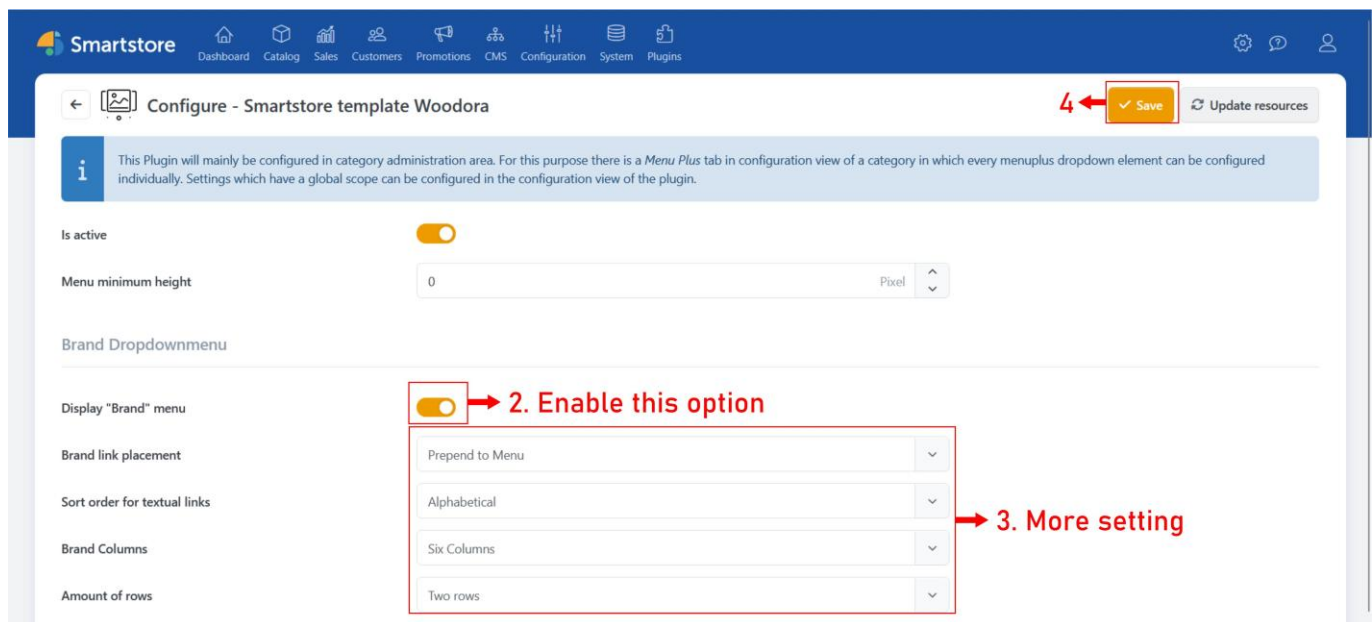 Smartstore
Dashboard Catalog Sales Customers Promotions CMS Configuration System Plugins
Configure - Smartstore template Woodora
4 Save Update resources
i
This Plugin will mainly be configured in category administration area. For this purpose there is a Menu Plus tab in configuration view of a category in which every menuplus dropdown element can be configured
individually. Settings which have a global scope can be configured in the configuration view of the plugin.
Is active
Menu minimum height 0 Pixel
Brand Dropdownmenu
Display "Brand" menu 2. Enable this option
Brand link placement Prepend to Menu
Sort order for textual links Alphabetical
3. More setting
Brand Columns Six Columns
Amount of rows Two rows